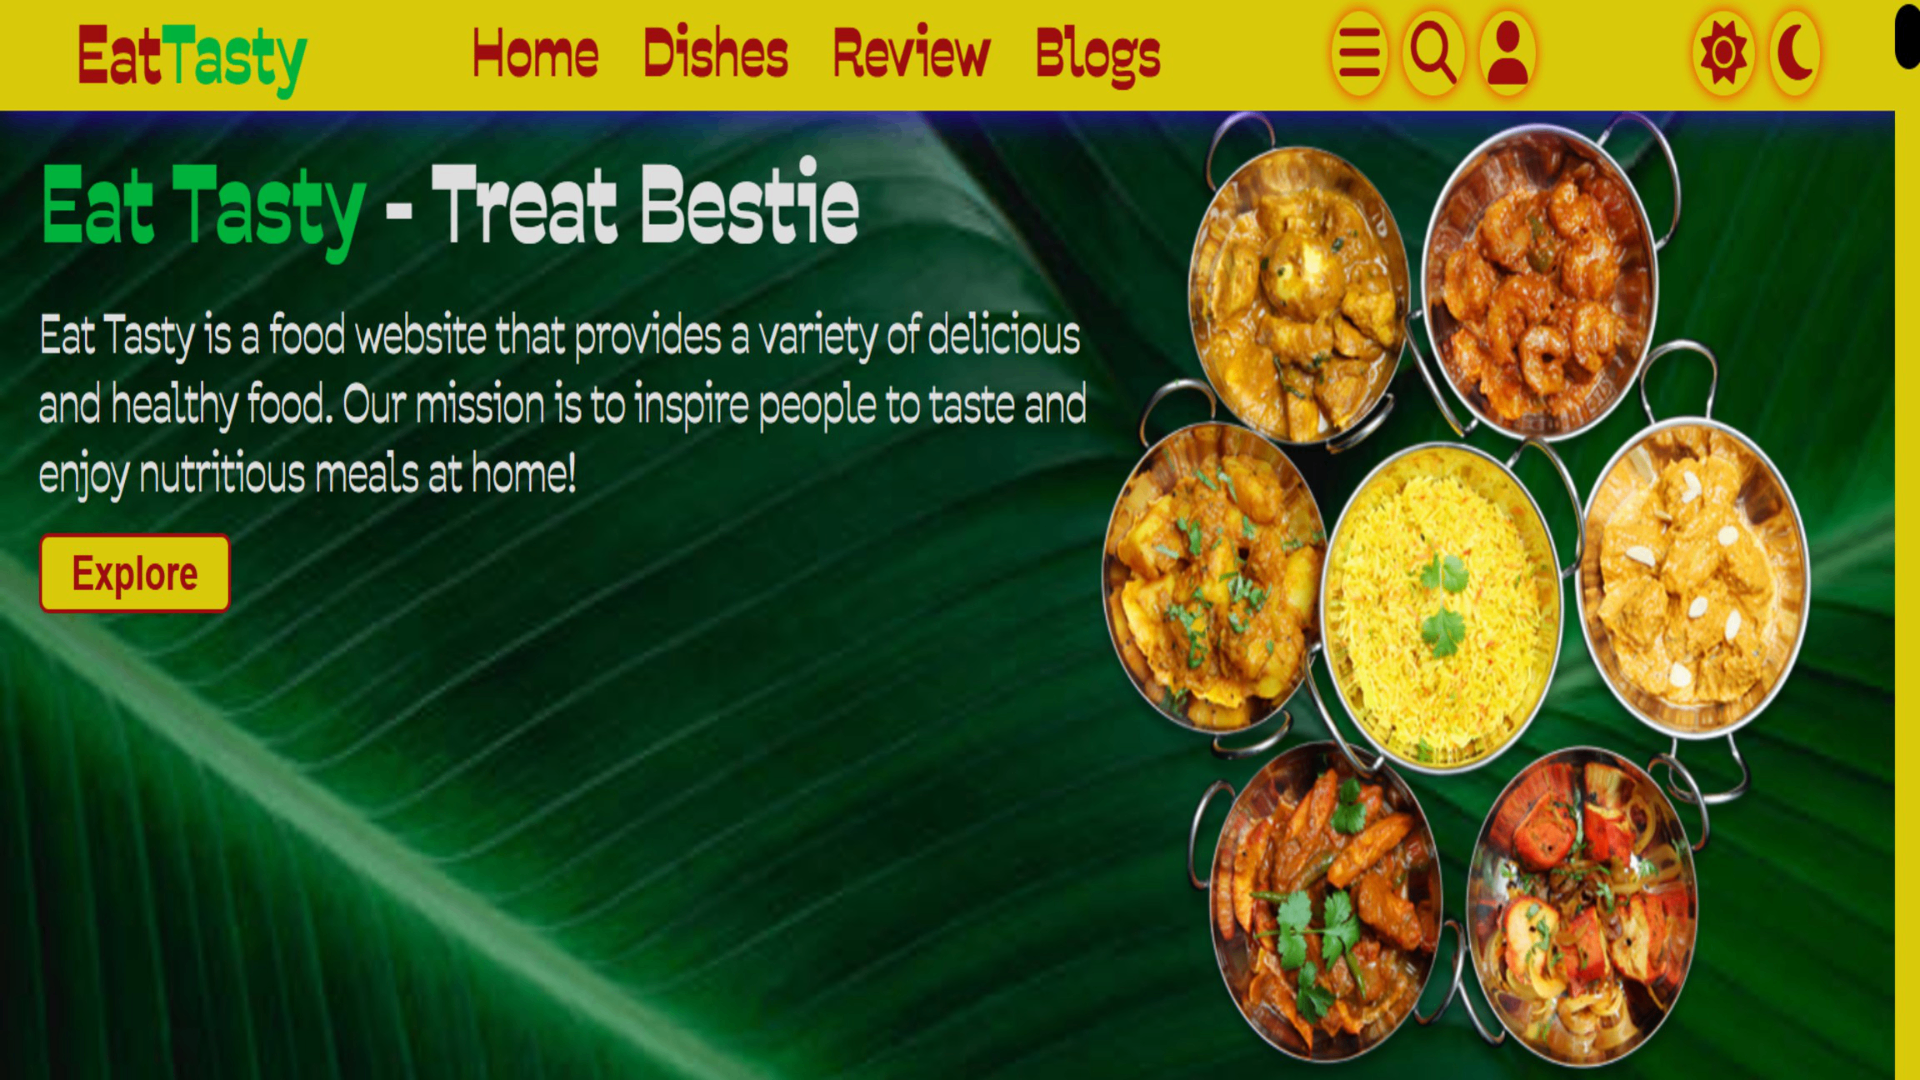 EatTasty
Home Dishes Review Blogs
Eat Tasty - Treat Bestie
Eat Tasty is a food website that provides a variety of delicious
and healthy food. Our mission is to inspire people to taste and
enjoy nutritious meals at home!
Explore